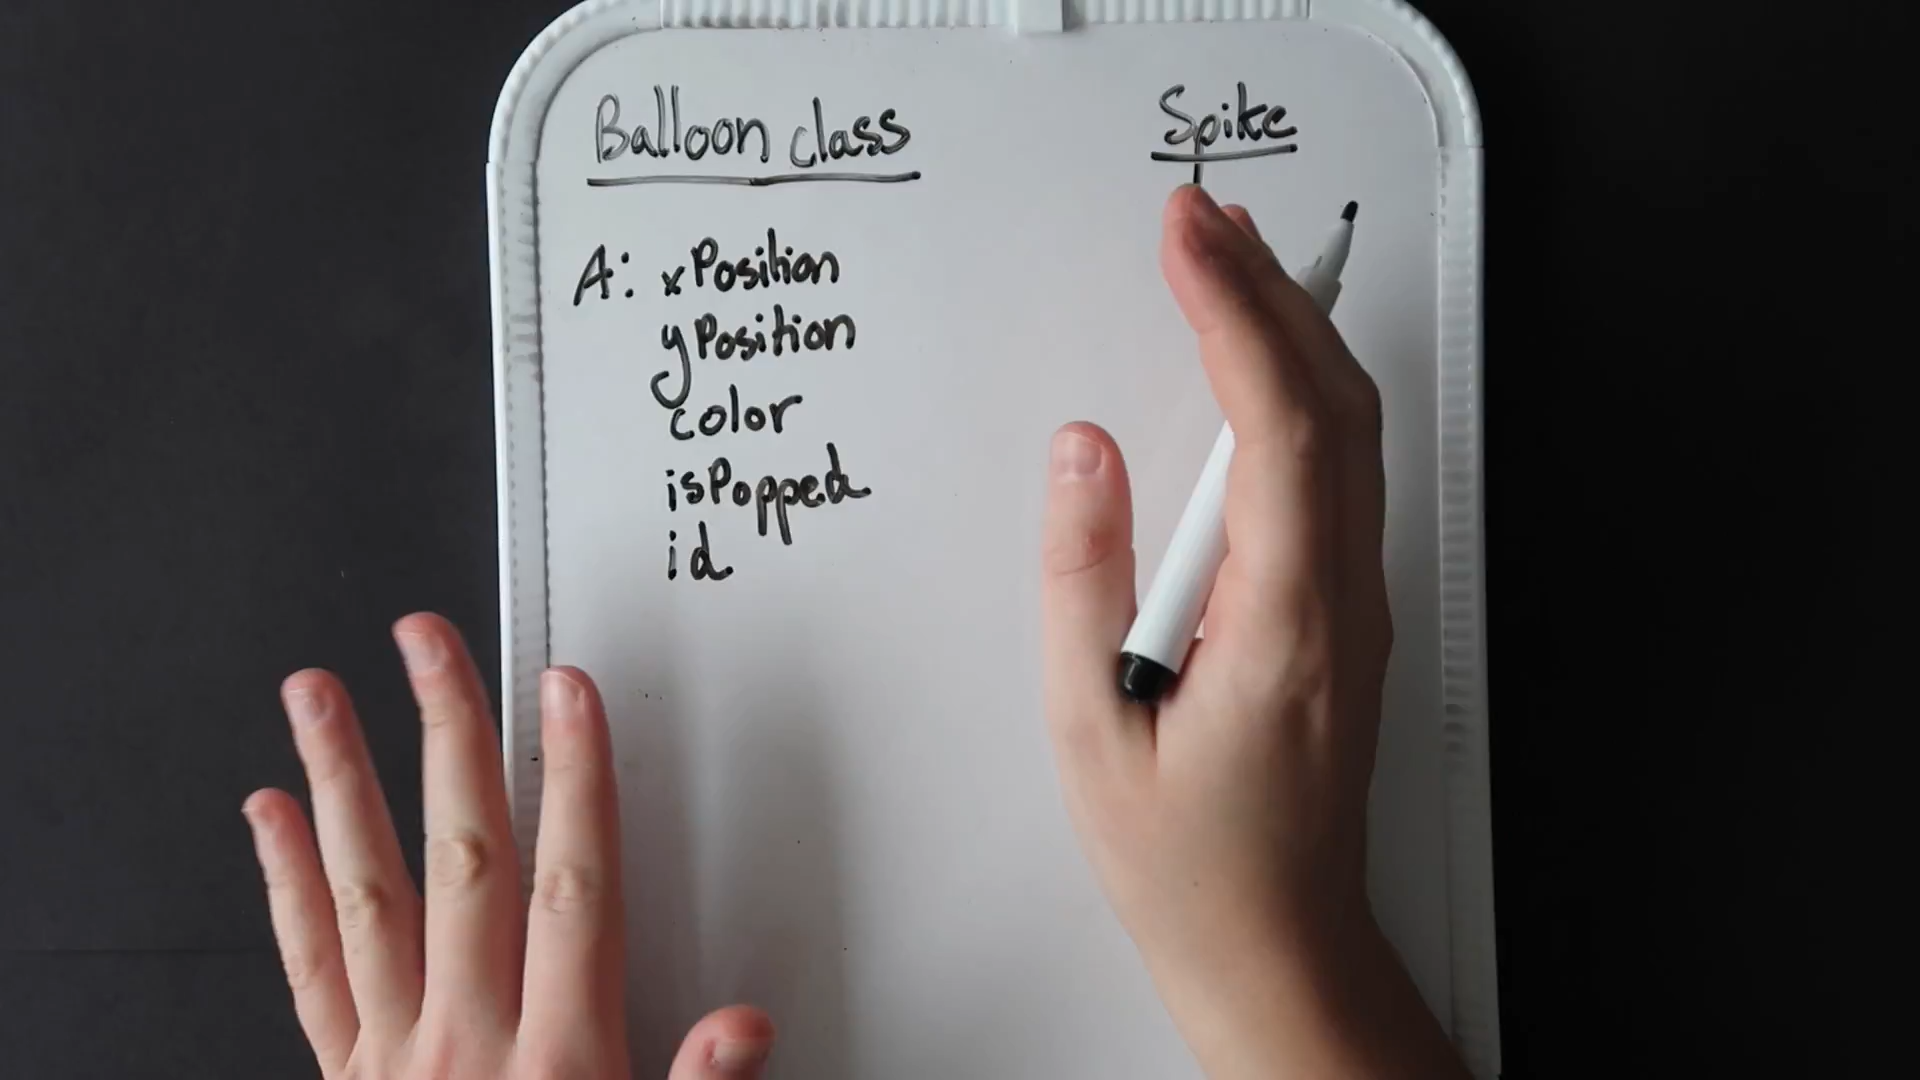 Balloon class
Spike
A: xPosition
yPosition
color
isPopped
id